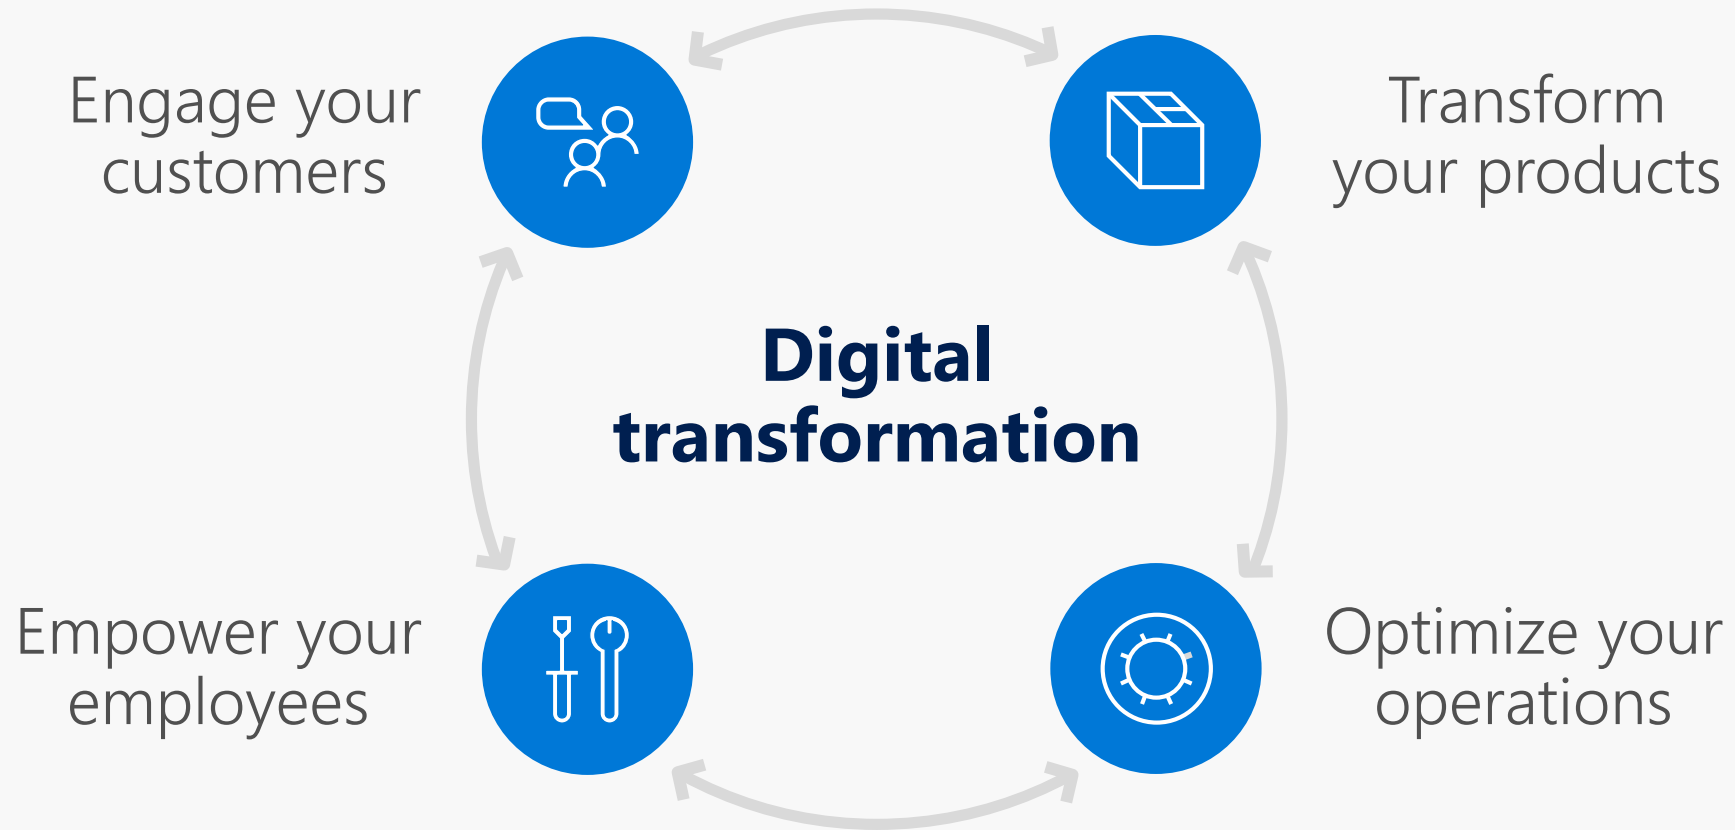 Engage your
customers
Transform
your products
Digital
transformation
Empower your
employees
Optimize your
operations